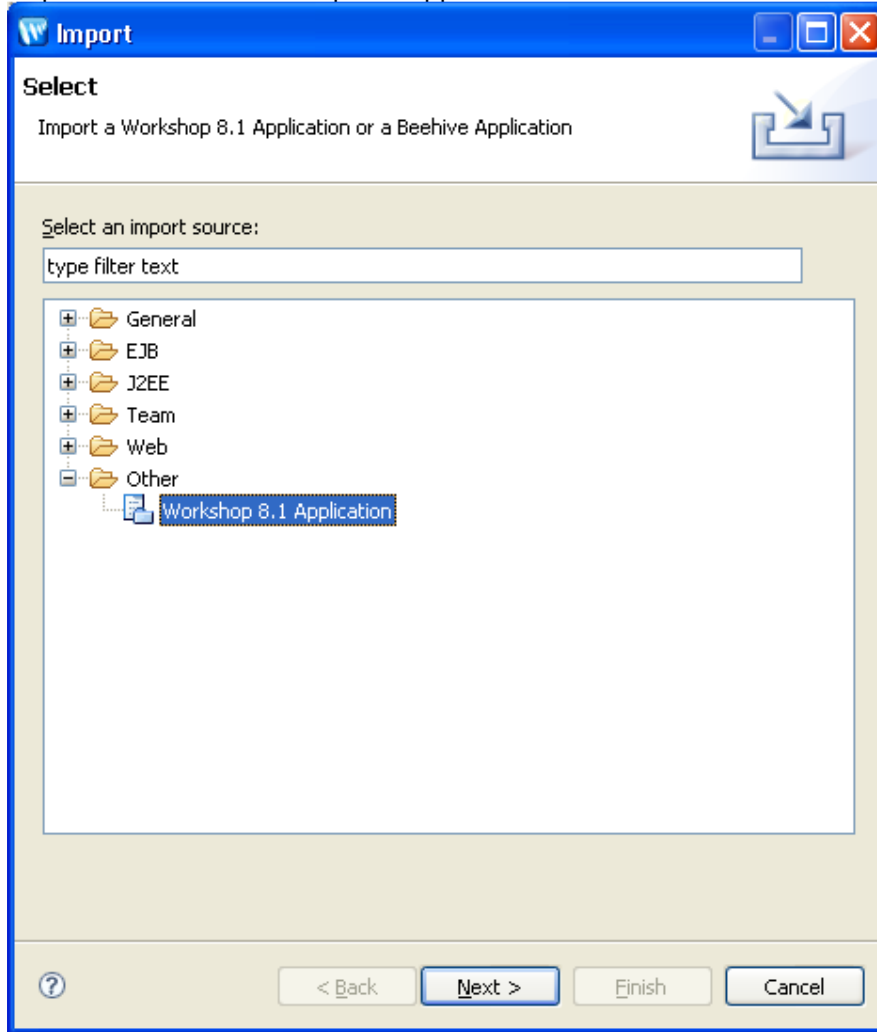 Import
Select
Import a Workshop 8.1 Application or a Beehive Application
Select an import source:
type filter text
General
EJB
J2EE
Team
Web
Other
Workshop 8.1 Application
< Back Next > Finish Cancel